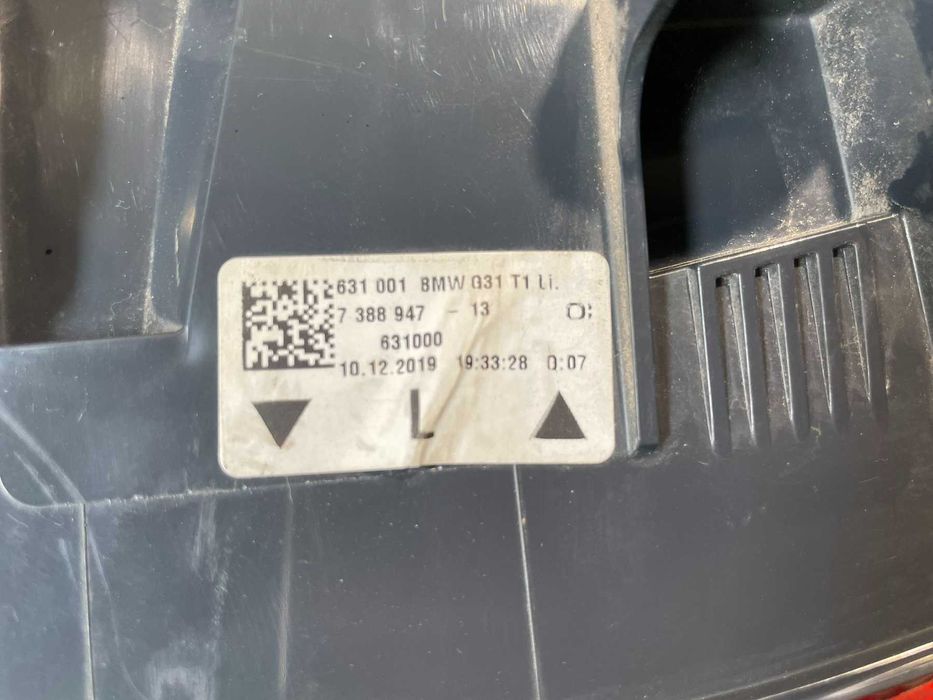 631 001 BMW G31 T1 Li.
7 388 947 - 13
631000
10.12.2019 19:33:28 0:07
L